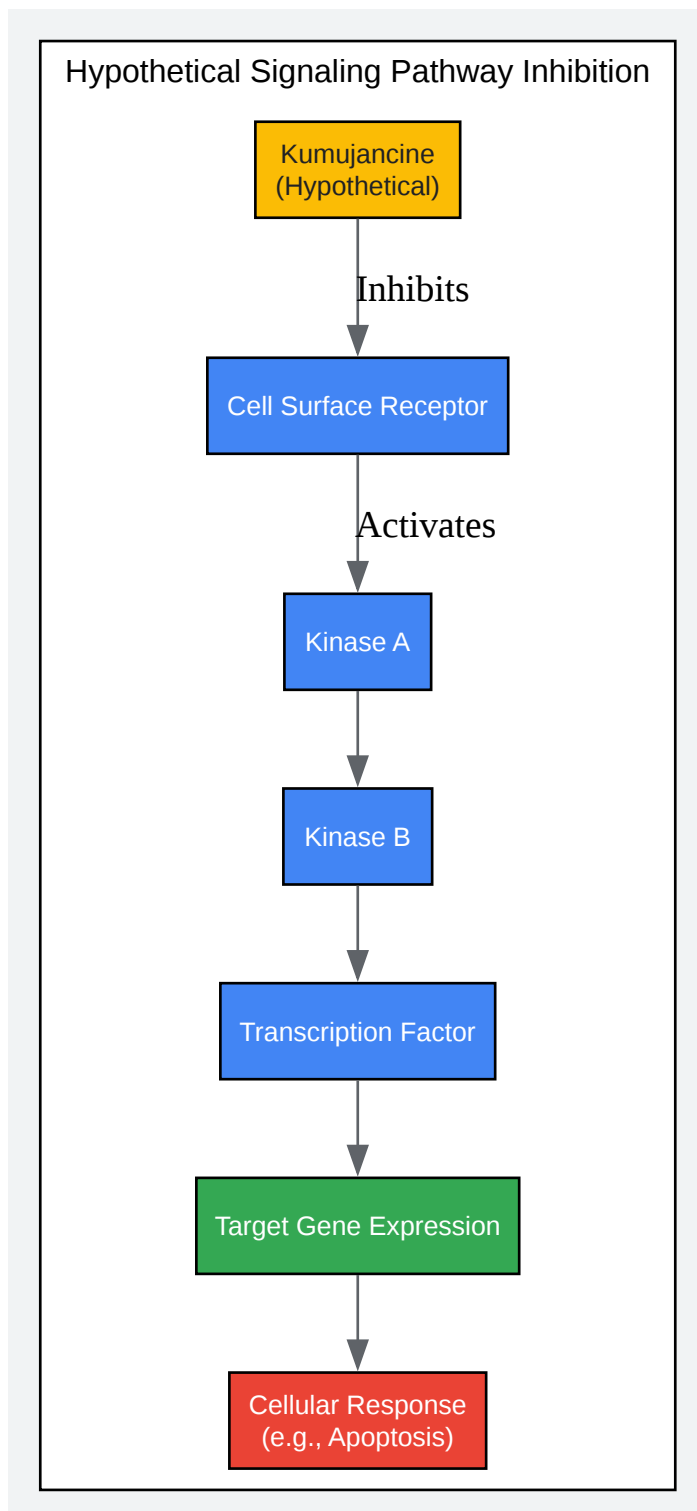 Hypothetical Signaling Pathway Inhibition
Kumujancine
(Hypothetical)
Inhibits
Cell Surface Receptor
Activates
Kinase A
Kinase B
Transcription Factor
Target Gene Expression
Cellular Response
(e.g., Apoptosis)